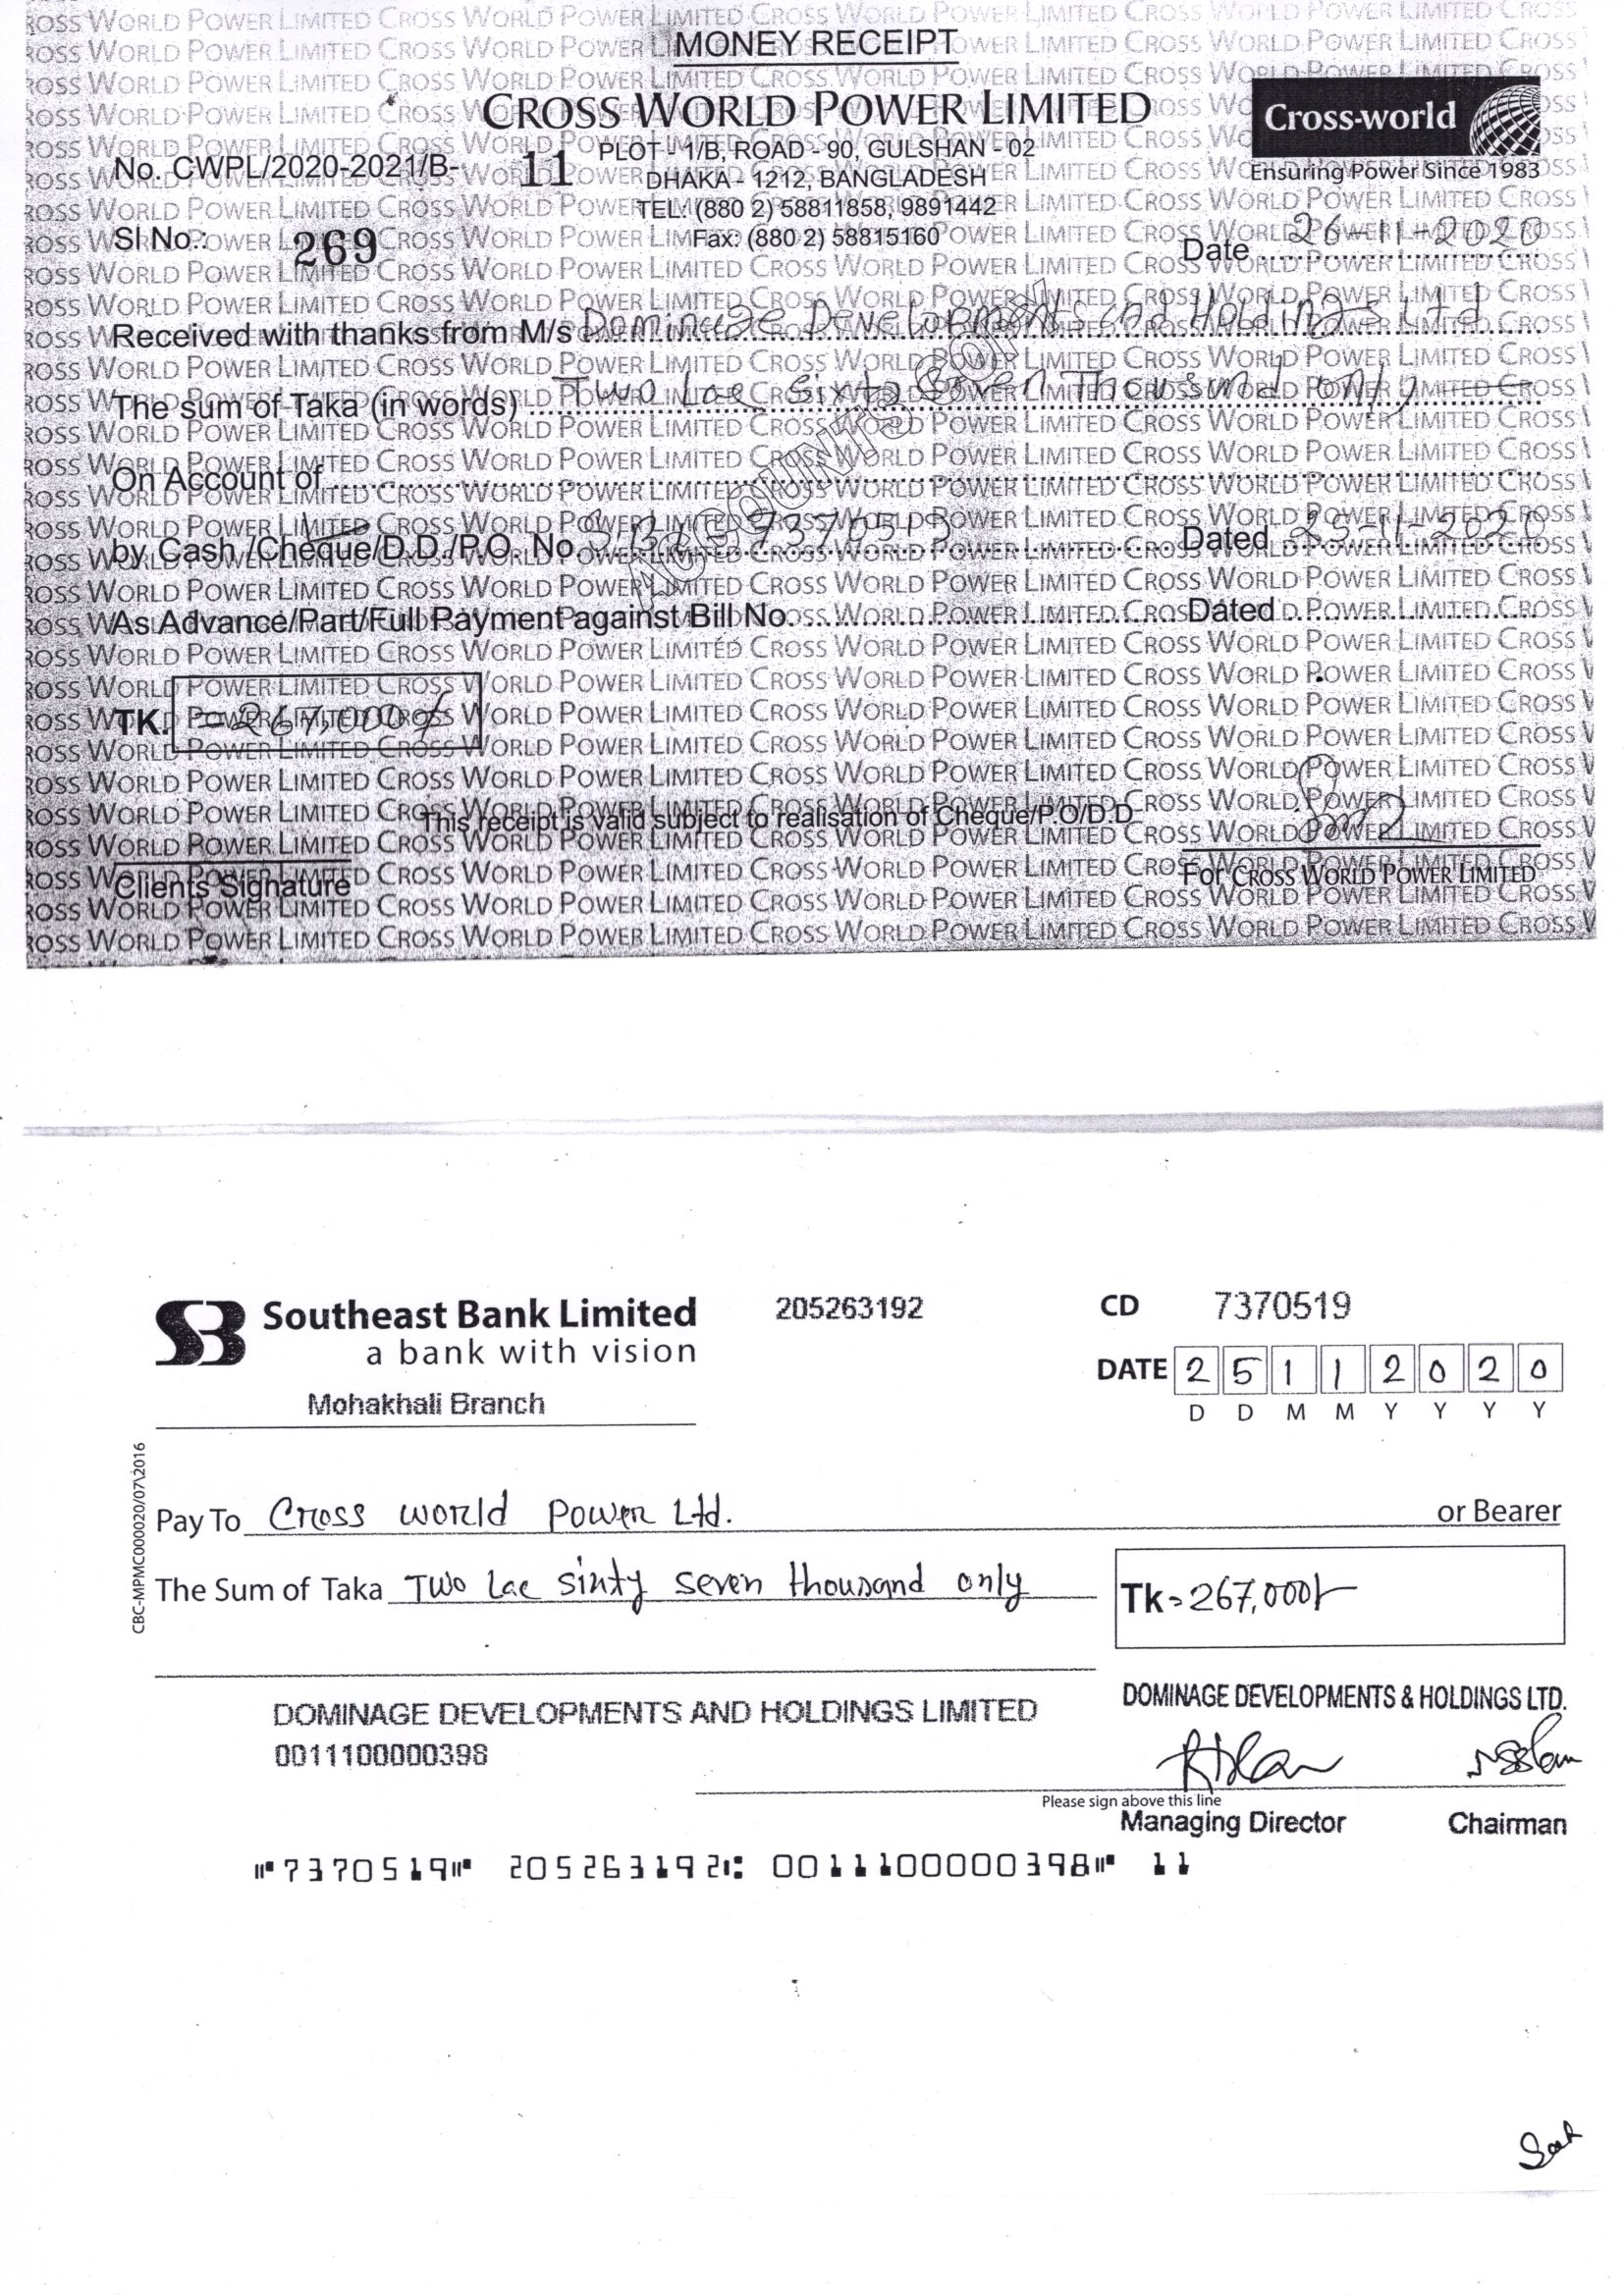 MONEY RECEIPT
CROSS WORLD POWER LIMITED
Cross-world
Ensuring Power Since 1983
PLOT - 1/B, ROAD - 90, GULSHAN - 02
No. CWPL/2020-2021/B- 11
DHAKA - 1212, BANGLADESH
TEL: (880 2) 58811858, 9891442
Sl No.: 269
Fax: (880 2) 58815160
Date 26-11-2020
Received with thanks from M/s Dominage Developments and Holdings Ltd
The sum of Taka (in words) Two Lac sixty Seven Thousand only
On Account of
ACCOUNTS COPY
by Cash /Cheque/D.D./P.O. No. SBL 7370519 Dated 25-11-2020
As Advance/Part/Full Payment against Bill No. Dated
TK. =267,000/
This receipt is valid subject to realisation of Cheque/P.O/D.D
Clients Signature
For CROSS WORLD POWER LIMITED
Southeast Bank Limited 205263192 CD 7370519
a bank with vision
DATE 2 5 1 1 2 0 2 0
Mohakhali Branch
D D M M Y Y Y Y
CBC-MPMC000020/07\2016
Pay To Cross world Power Ltd. or Bearer
The Sum of Taka Two Lac sixty seven thousand only Tk= 267,000/-
DOMINAGE DEVELOPMENTS AND HOLDINGS LIMITED
DOMINAGE DEVELOPMENTS & HOLDINGS LTD.
0011100000398
Please sign above this line
Managing Director Chairman
⑈7370519⑈ 205263192⑆ 0011100000398⑈ 11